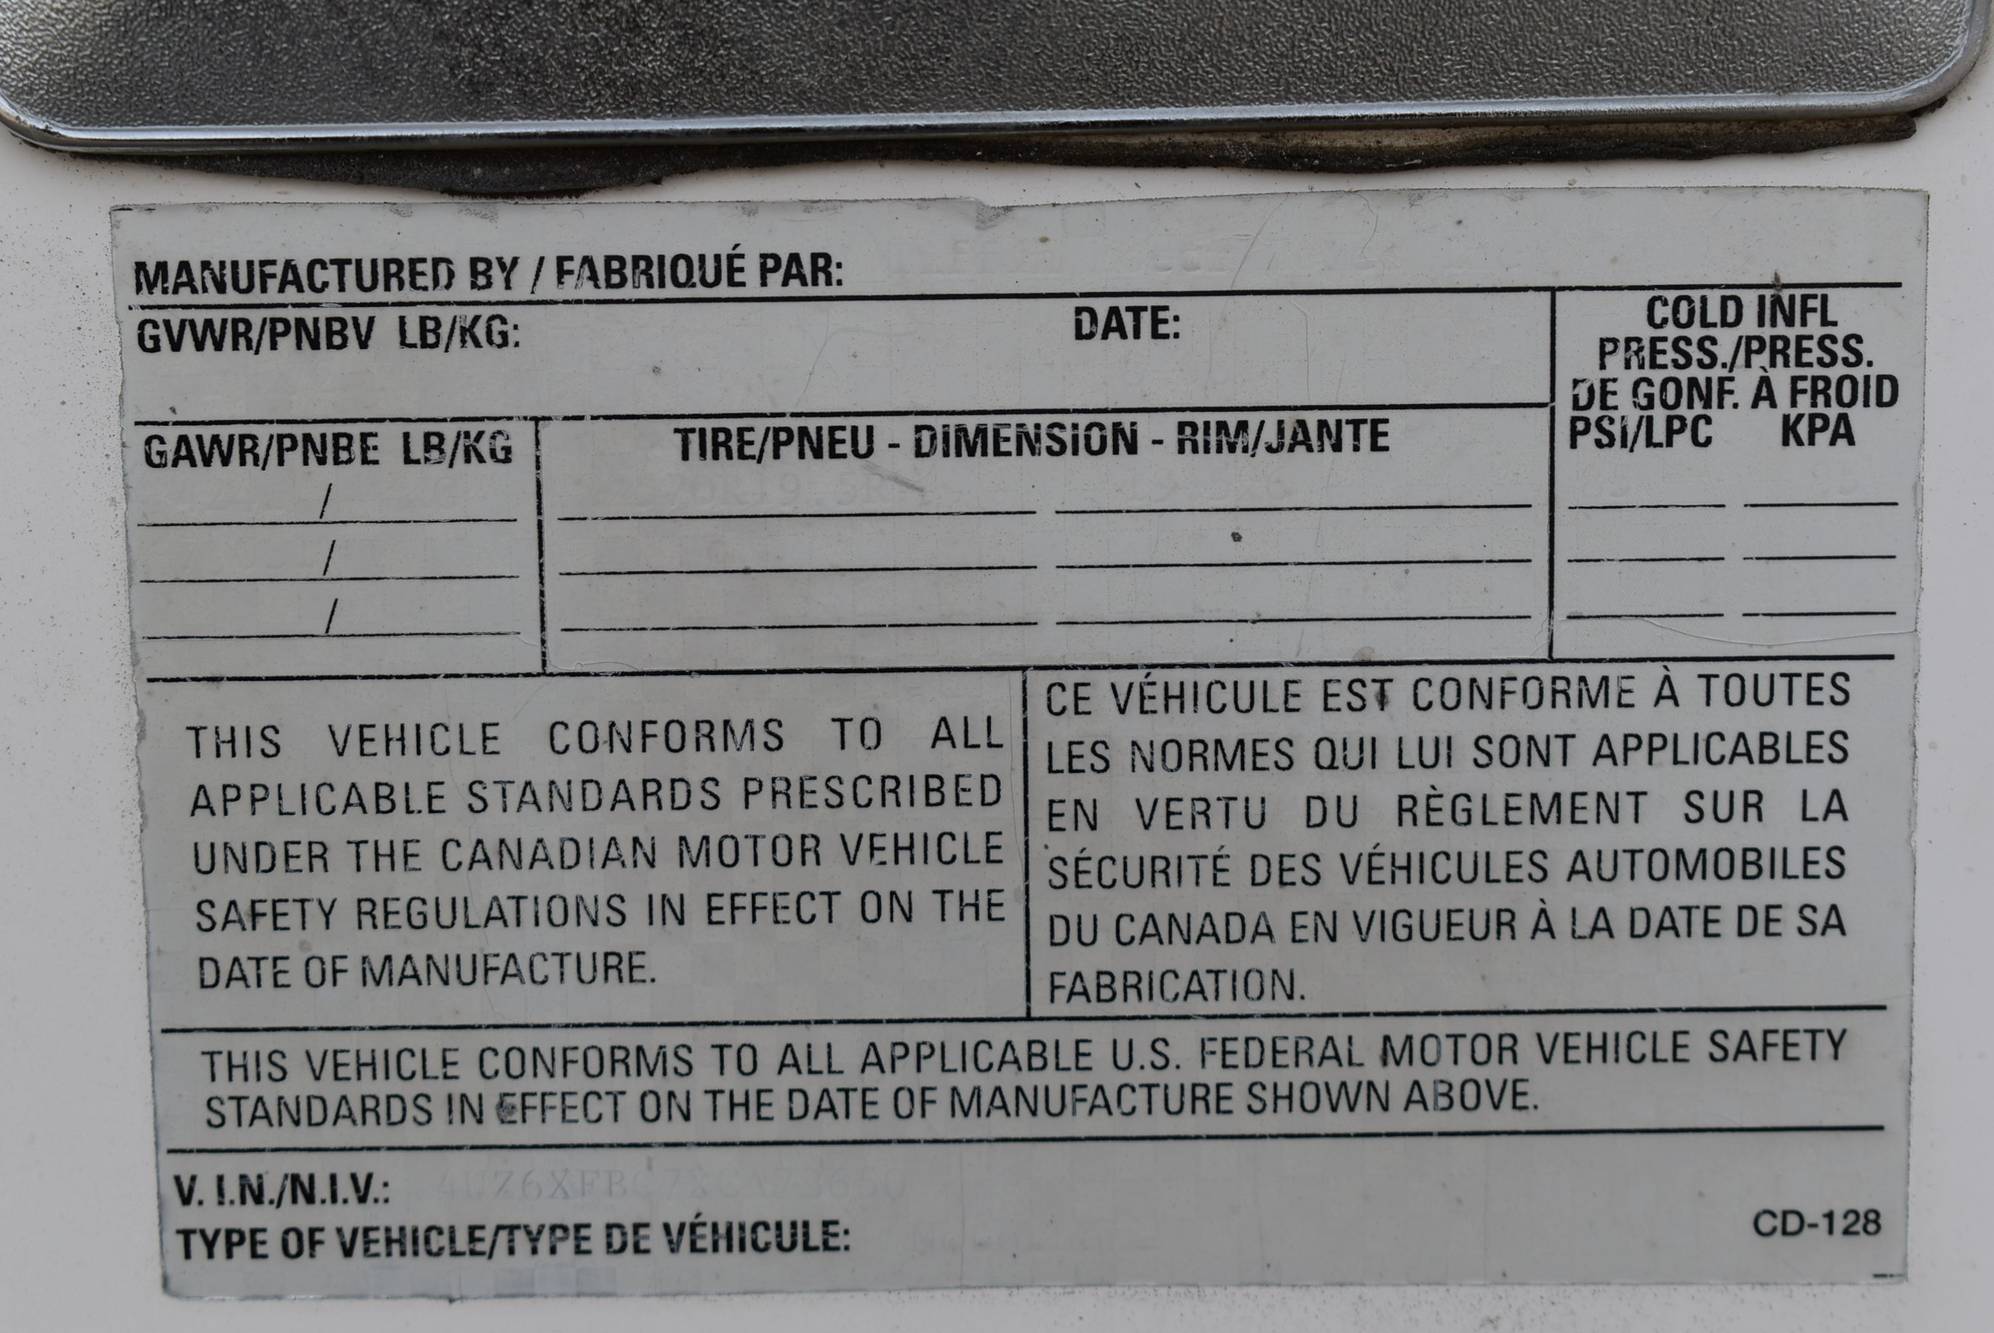 MANUFACTURED BY / FABRIQUÉ PAR:
GVWR/PNBV LB/KG:
DATE:
COLD INFL
PRESS./PRESS.
DE GONF. À FROID
PSI/LPC KPA
GAWR/PNBE LB/KG
TIRE/PNEU - DIMENSION - RIM/JANTE
/
/
/
THIS VEHICLE CONFORMS TO ALL
APPLICABLE STANDARDS PRESCRIBED
UNDER THE CANADIAN MOTOR VEHICLE
SAFETY REGULATIONS IN EFFECT ON THE
DATE OF MANUFACTURE.
CE VÉHICULE EST CONFORME À TOUTES
LES NORMES QUI LUI SONT APPLICABLES
EN VERTU DU RÈGLEMENT SUR LA
SÉCURITÉ DES VÉHICULES AUTOMOBILES
DU CANADA EN VIGUEUR À LA DATE DE SA
FABRICATION.
THIS VEHICLE CONFORMS TO ALL APPLICABLE U.S. FEDERAL MOTOR VEHICLE SAFETY
STANDARDS IN EFFECT ON THE DATE OF MANUFACTURE SHOWN ABOVE.
V. I.N./N.I.V.:
TYPE OF VEHICLE/TYPE DE VÉHICULE:
CD-128